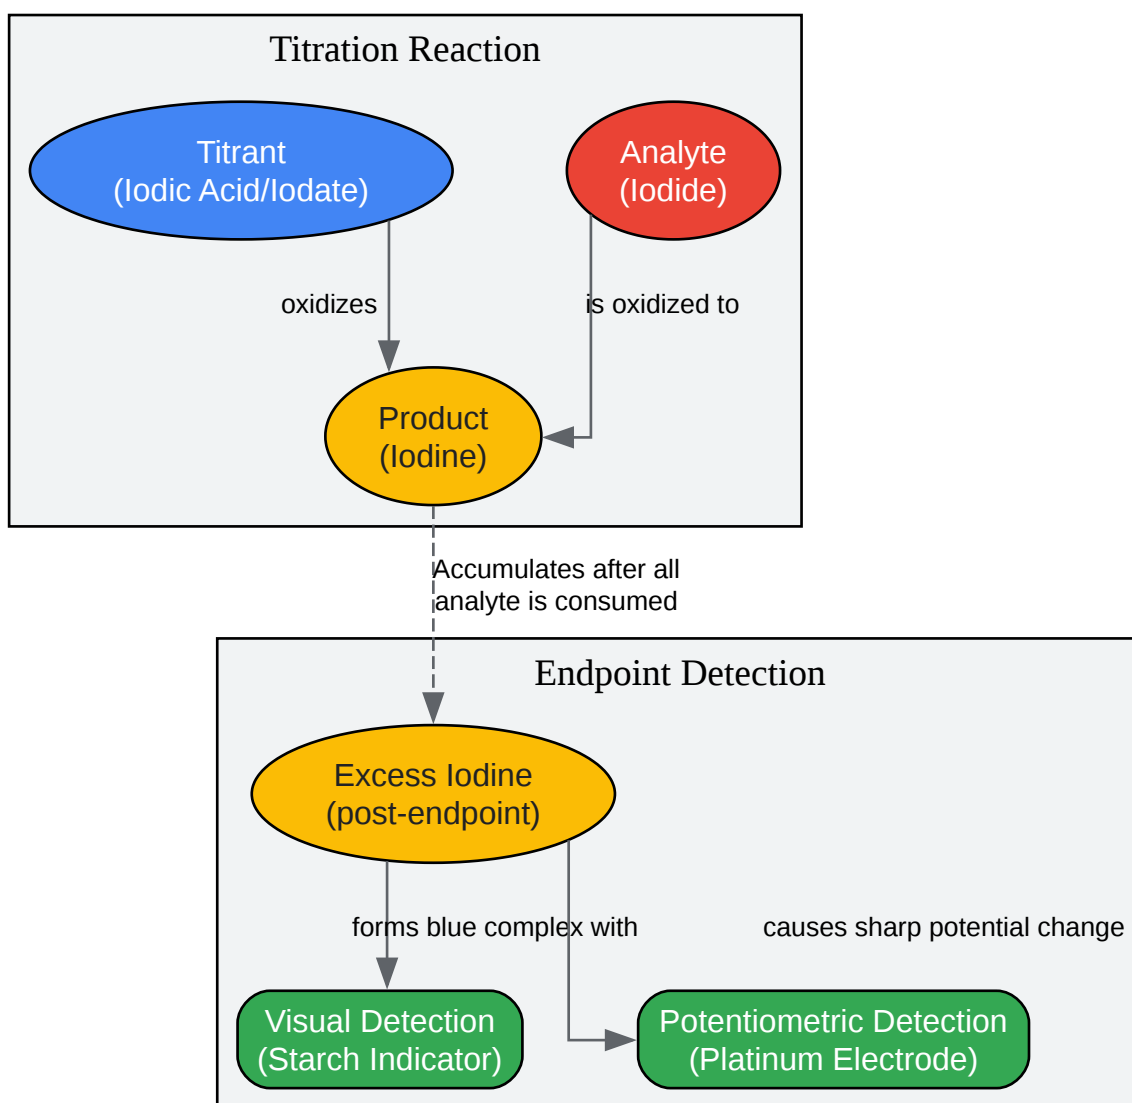 Titration Reaction
Titrant
(Iodic Acid/Iodate)
Analyte
(Iodide)
oxidizes
is oxidized to
Product
(Iodine)
Accumulates after all
analyte is consumed
Endpoint Detection
Excess Iodine
(post-endpoint)
forms blue complex with
causes sharp potential change
Visual Detection
(Starch Indicator)
Potentiometric Detection
(Platinum Electrode)